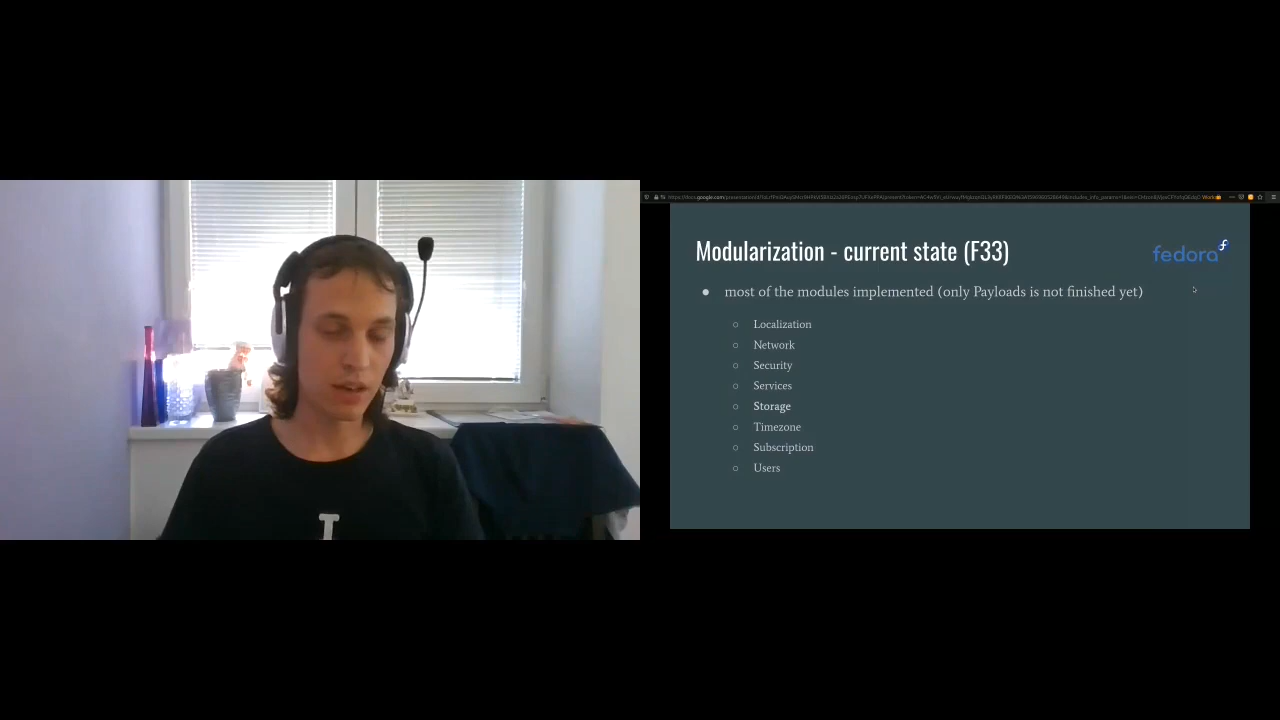 Modularization - current state (F33)
fedora
● most of the modules implemented (only Payloads is not finished yet)
○ Localization
○ Network
○ Security
○ Services
○ Storage
○ Timezone
○ Subscription
○ Users
I